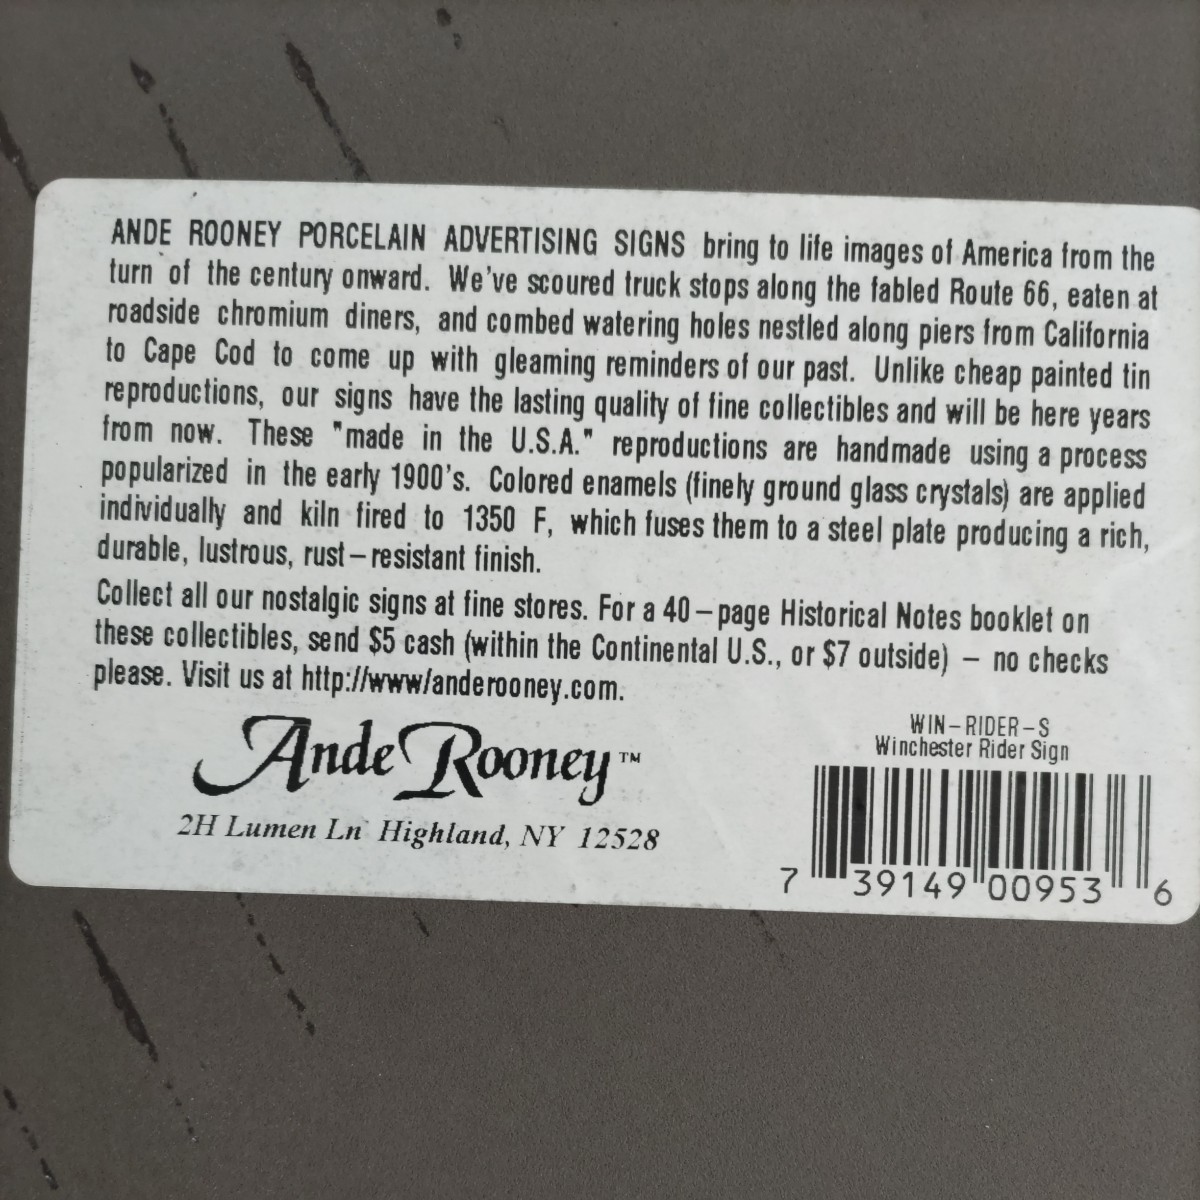 ANDE ROONEY PORCELAIN ADVERTISING SIGNS bring to life images of America from the
turn of the century onward. We've scoured truck stops along the fabled Route 66, eaten at
roadside chromium diners, and combed watering holes nestled along piers from California
to Cape Cod to come up with gleaming reminders of our past. Unlike cheap painted tin
reproductions, our signs have the lasting quality of fine collectibles and will be here years
from now. These "made in the U.S.A." reproductions are handmade using a process
popularized in the early 1900's. Colored enamels (finely ground glass crystals) are applied
individually and kiln fired to 1350 F, which fuses them to a steel plate producing a rich,
durable, lustrous, rust-resistant finish.
Collect all our nostalgic signs at fine stores. For a 40-page Historical Notes booklet on
these collectibles, send $5 cash (within the Continental U.S., or $7 outside) - no checks
please. Visit us at http://www/anderooney.com.
Ande Rooney™
2H Lumen Ln Highland, NY 12528
WIN-RIDER-S
Winchester Rider Sign
7 39149 00953 6